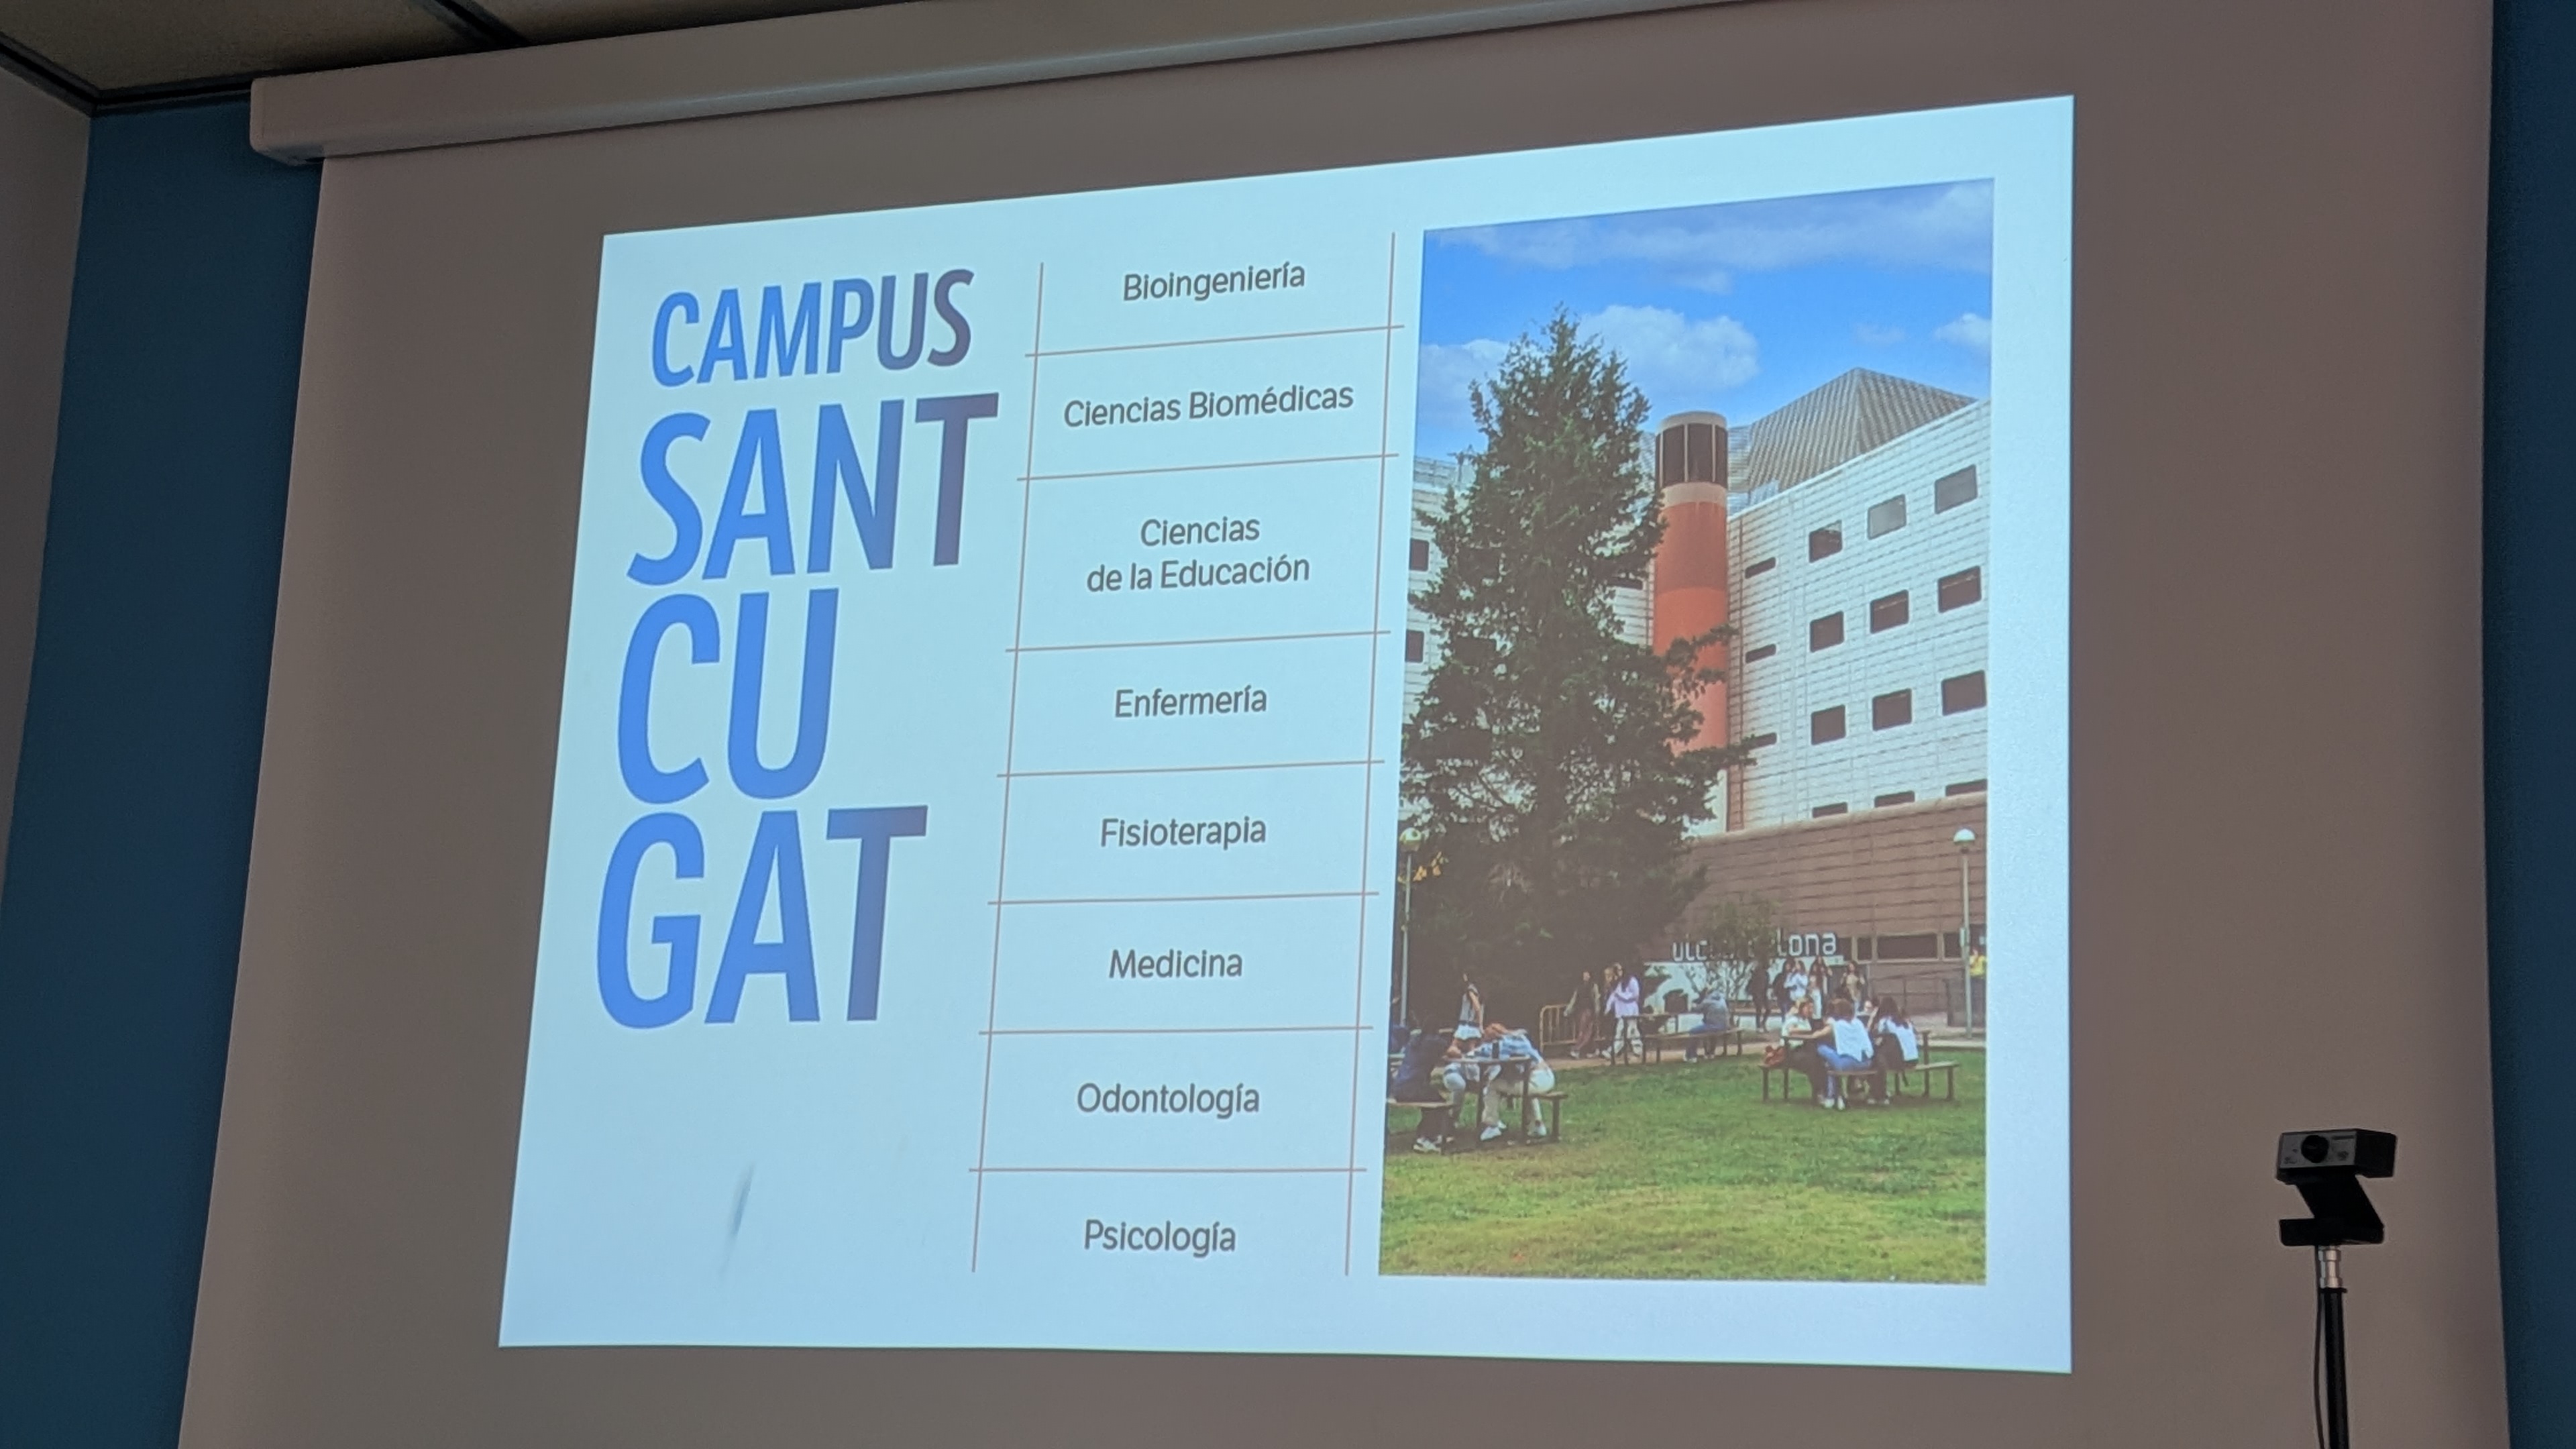 CAMPUS
SANT
CU
GAT
Bioingeniería
Ciencias Biomédicas
Ciencias
de la Educación
Enfermería
Fisioterapia
Medicina
Odontología
Psicología